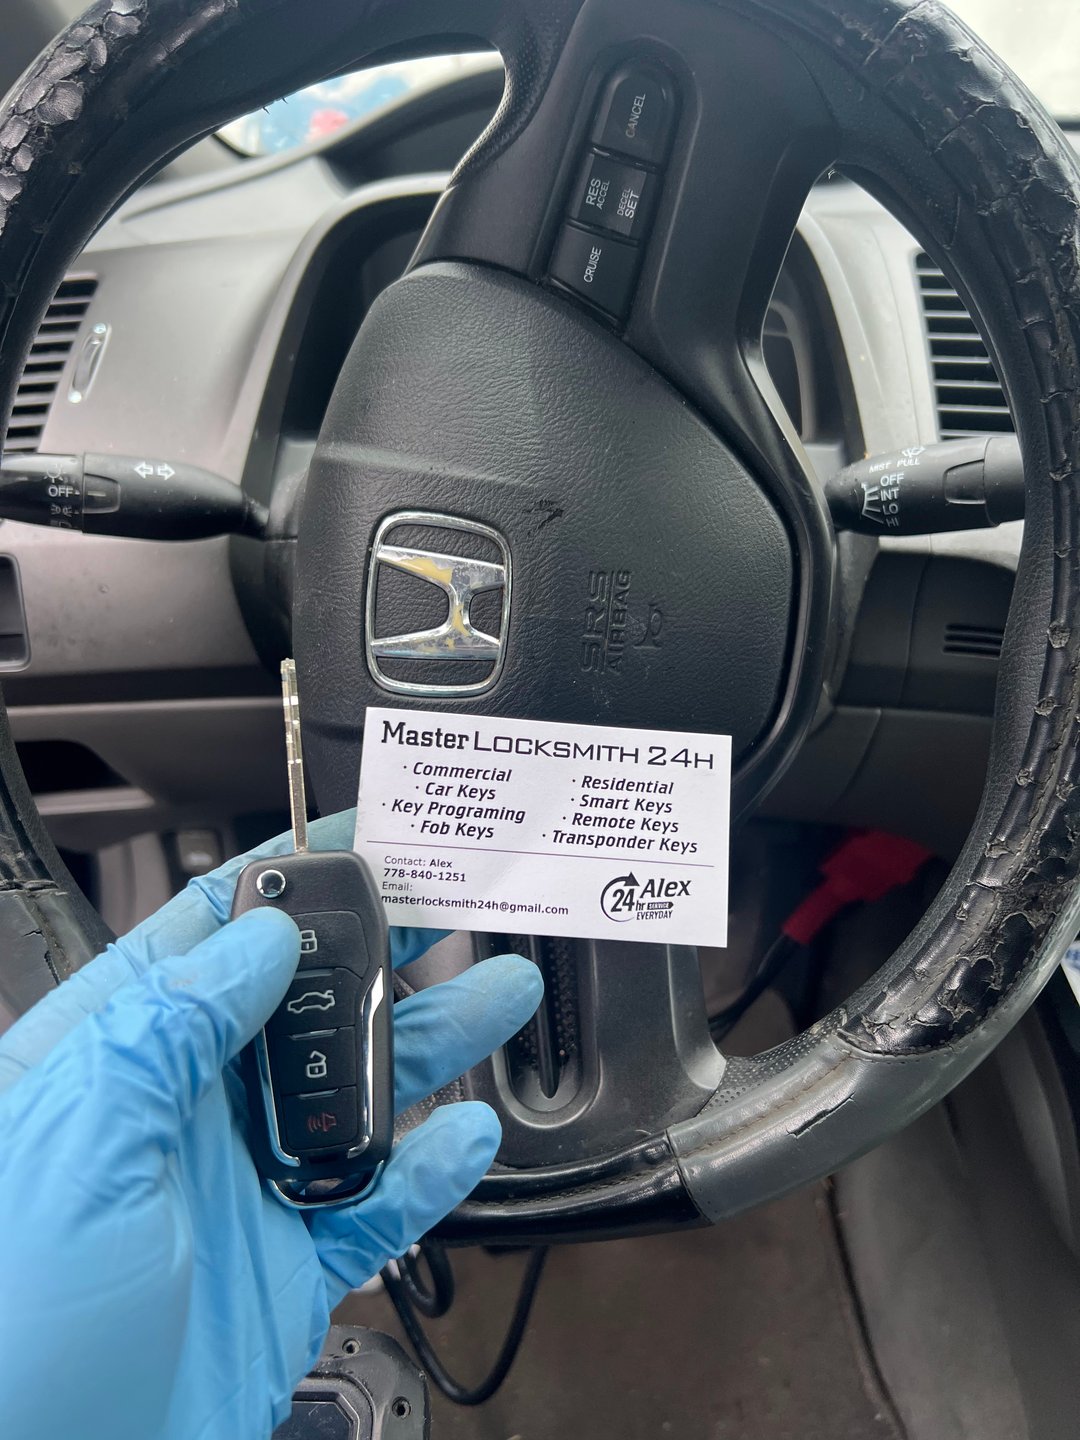 CANCEL
RES
ACCEL
DECEL
SET
CRUISE
OFF
MIST PULL
OFF
INT
LO
HI
SRS
AIRBAG
Master LOCKSMITH 24H
· Commercial
· Car Keys
· Key Programing
· Fob Keys
· Residential
· Smart Keys
· Remote Keys
· Transponder Keys
Contact: Alex
778-840-1251
Email:
masterlocksmith24h@gmail.com
24hr Alex
SERVICE
EVERYDAY